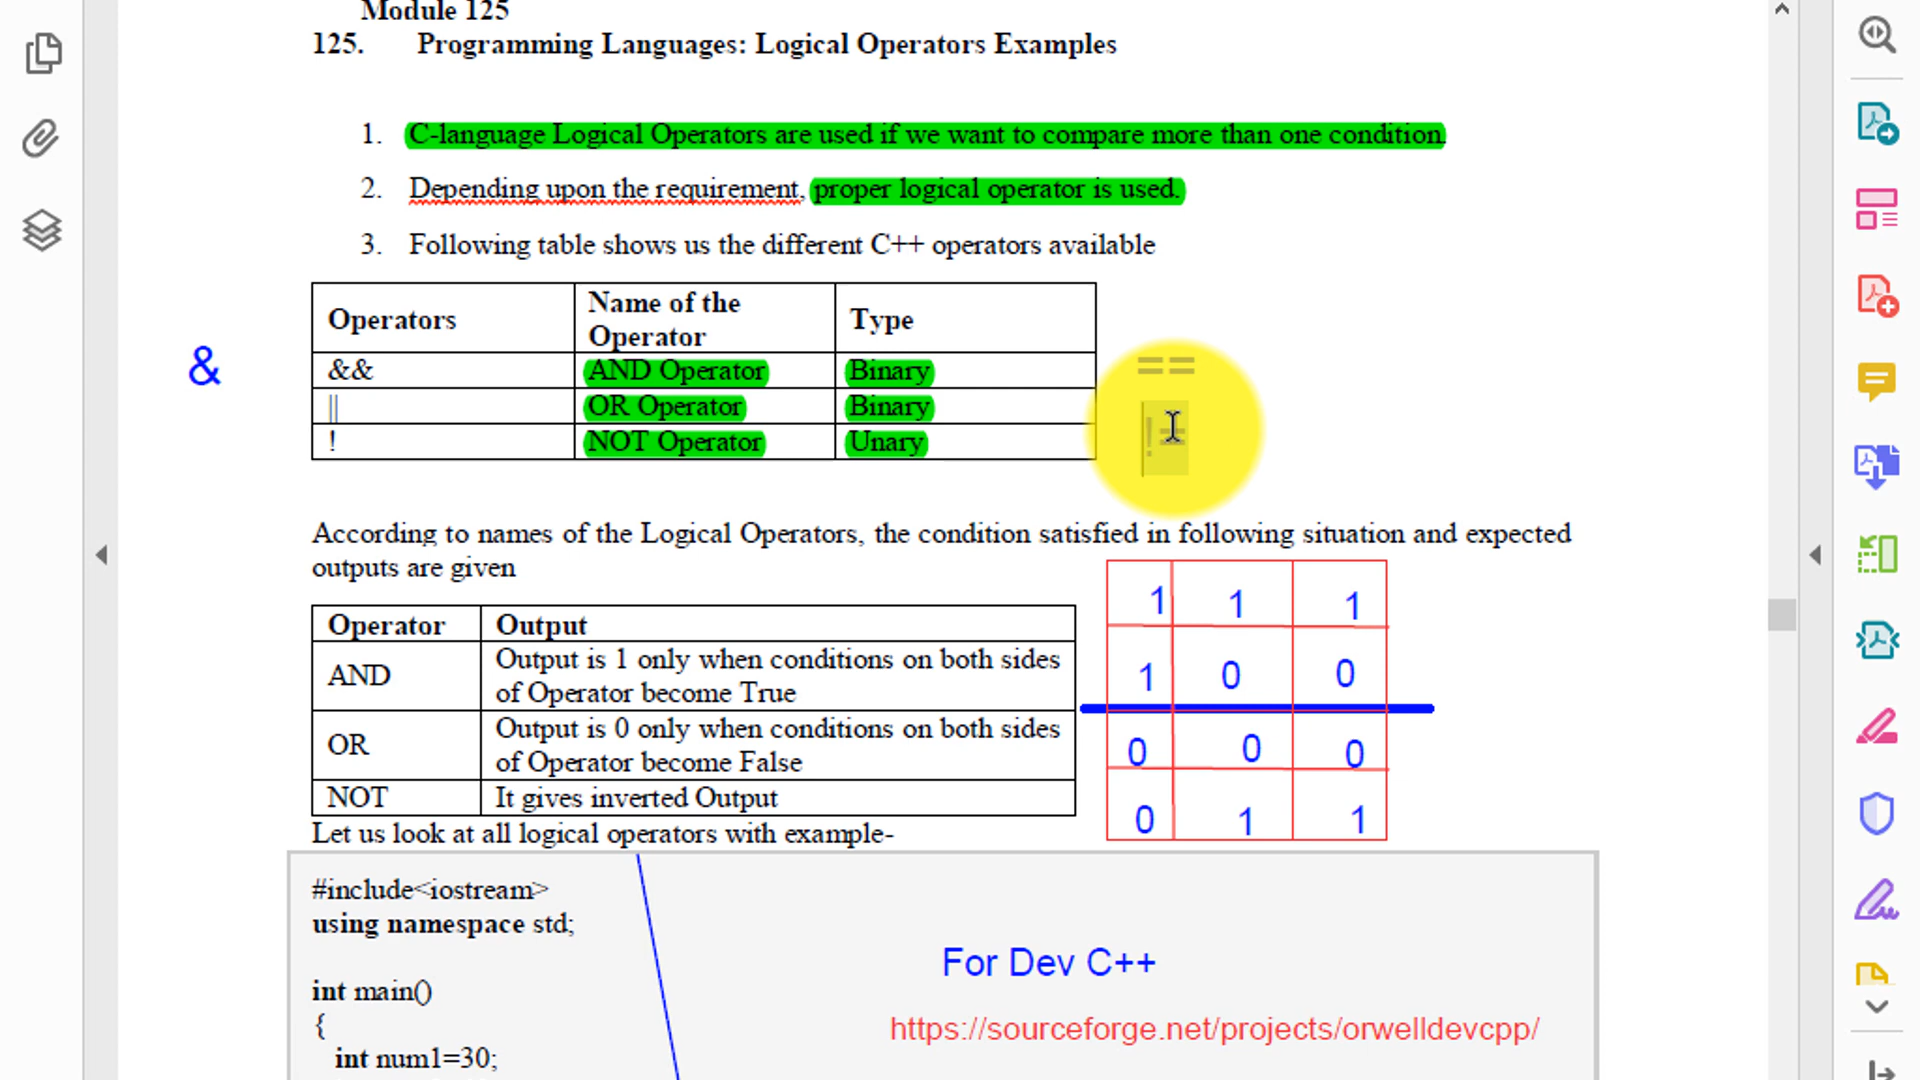 Module 125
125. Programming Languages: Logical Operators Examples
1. C-language Logical Operators are used if we want to compare more than one condition.
2. Depending upon the requirement, proper logical operator is used.
3. Following table shows us the different C++ operators available
Operators Name of the Operator Type
& && AND Operator Binary ==
|| OR Operator Binary
! NOT Operator Unary !=
According to names of the Logical Operators, the condition satisfied in following situation and expected
outputs are given
Operator Output
AND Output is 1 only when conditions on both sides
of Operator become True
OR Output is 0 only when conditions on both sides
of Operator become False
NOT It gives inverted Output
1 1 1
1 0 0
0 0 0
0 1 1
Let us look at all logical operators with example-
#include<iostream>
using namespace std;
For Dev C++
int main()
{
https://sourceforge.net/projects/orwelldevcpp/
int num1=30;